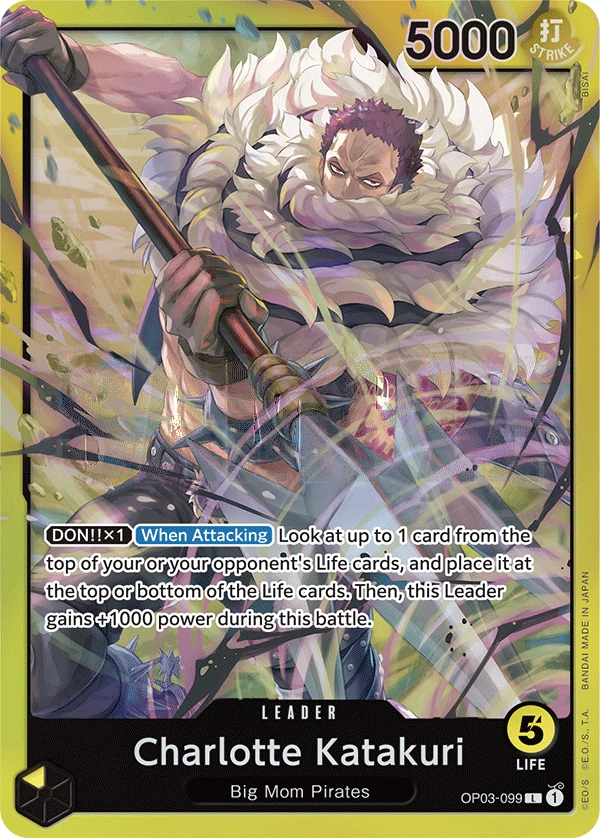 5000
打
STRIKE
BISAI
DON!!×1 When Attacking Look at up to 1 card from the
top of your or your opponent's Life cards, and place it at
the top or bottom of the Life cards. Then, this Leader
gains +1000 power during this battle.
LEADER
Charlotte Katakuri
Big Mom Pirates
5
LIFE
OP03-099 L 1
©E.O/S ©E.O./S., T.A. BANDAI MADE IN JAPAN